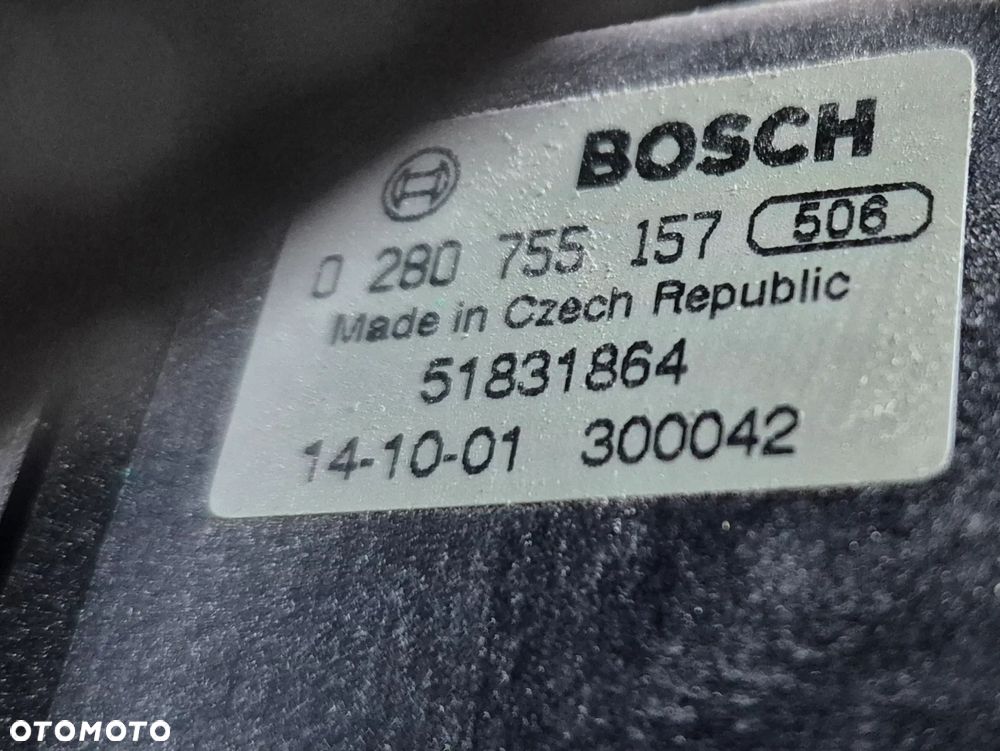 BOSCH
0 280 755 157 506
Made in Czech Republic
51831864
14-10-01 300042
OTOMOTO